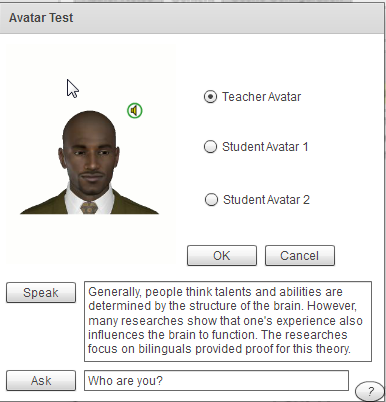 Avatar Test
Teacher Avatar
Student Avatar 1
Student Avatar 2
OK
Cancel
Speak
Generally, people think talents and abilities are
determined by the structure of the brain. However,
many researches show that one's experience also
influences the brain to function. The researches
focus on bilinguals provided proof for this theory.
Ask
Who are you?
?